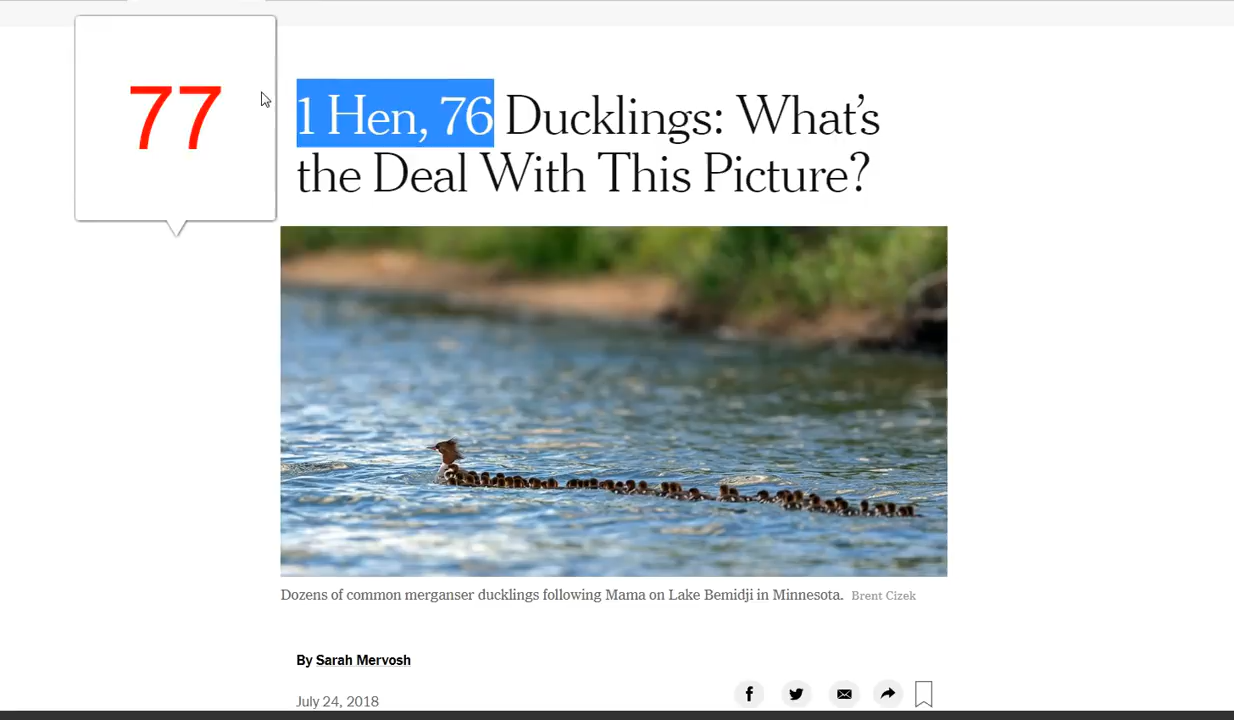 77
1 Hen, 76 Ducklings: What’s
the Deal With This Picture?
Dozens of common merganser ducklings following Mama on Lake Bemidji in Minnesota. Brent Cizek
By Sarah Mervosh
July 24, 2018